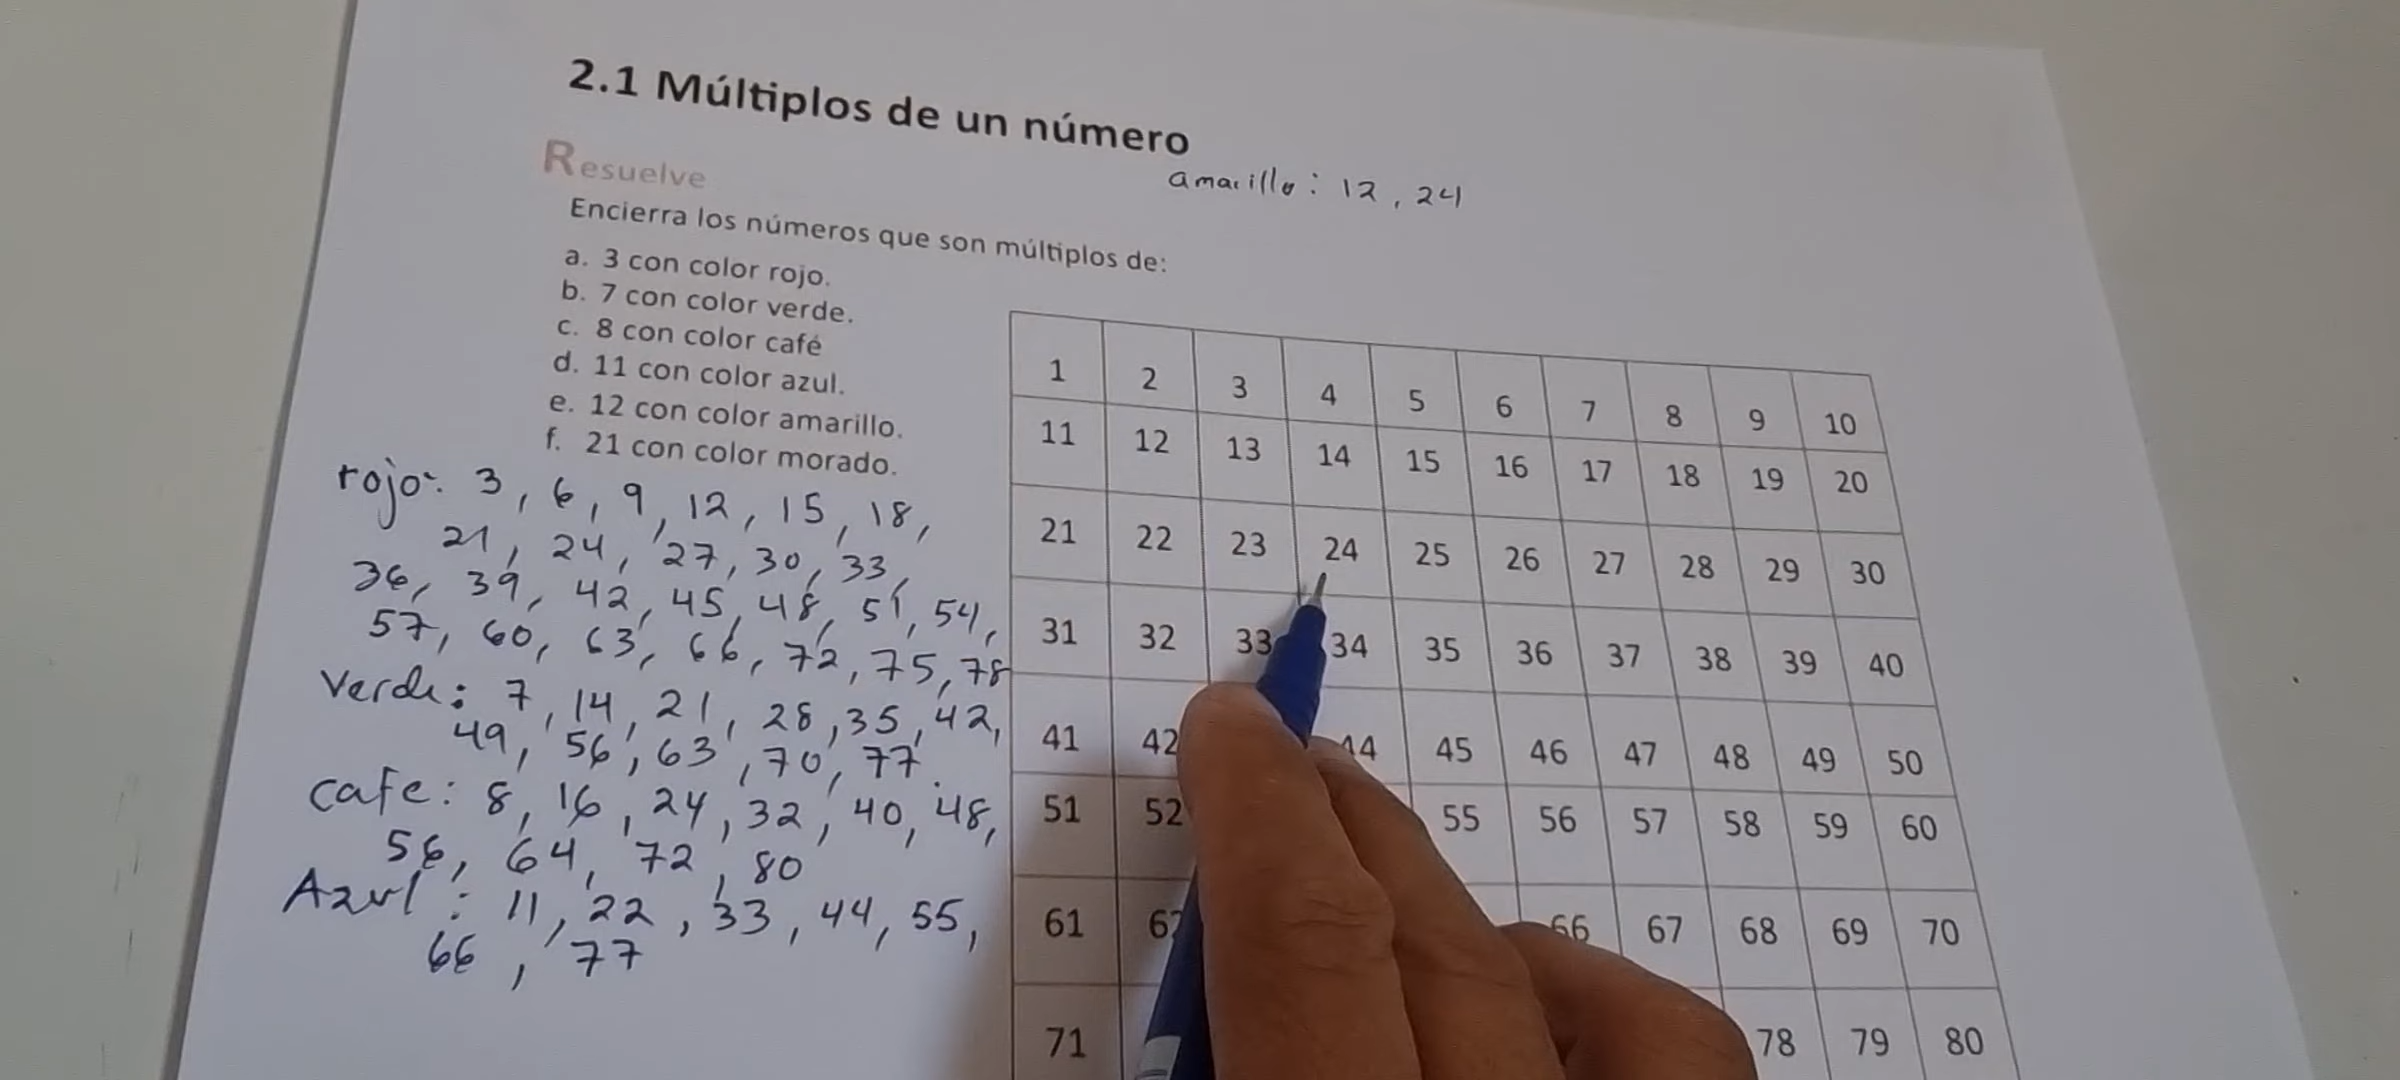 2.1 Múltiplos de un número
Resuelve
amarillo: 12, 24
Encierra los números que son múltiplos de:
a. 3 con color rojo.
b. 7 con color verde.
c. 8 con color café
d. 11 con color azul.
e. 12 con color amarillo.
f. 21 con color morado.
rojo: 3, 6, 9, 12, 15, 18,
21, 24, 27, 30, 33,
36, 39, 42, 45, 48, 51, 54,
57, 60, 63, 66, 72, 75, 78
Verde: 7, 14, 21, 28, 35, 42,
49, 56, 63, 70, 77.
cafe: 8, 16, 24, 32, 40, 48,
56, 64, 72, 80
Azul: 11, 22, 33, 44, 55,
66, 77
1 2 3 4 5 6 7 8 9 10
11 12 13 14 15 16 17 18 19 20
21 22 23 24 25 26 27 28 29 30
31 32 33 34 35 36 37 38 39 40
41 42 44 45 46 47 48 49 50
51 52 55 56 57 58 59 60
61 66 67 68 69 70
71 78 79 80